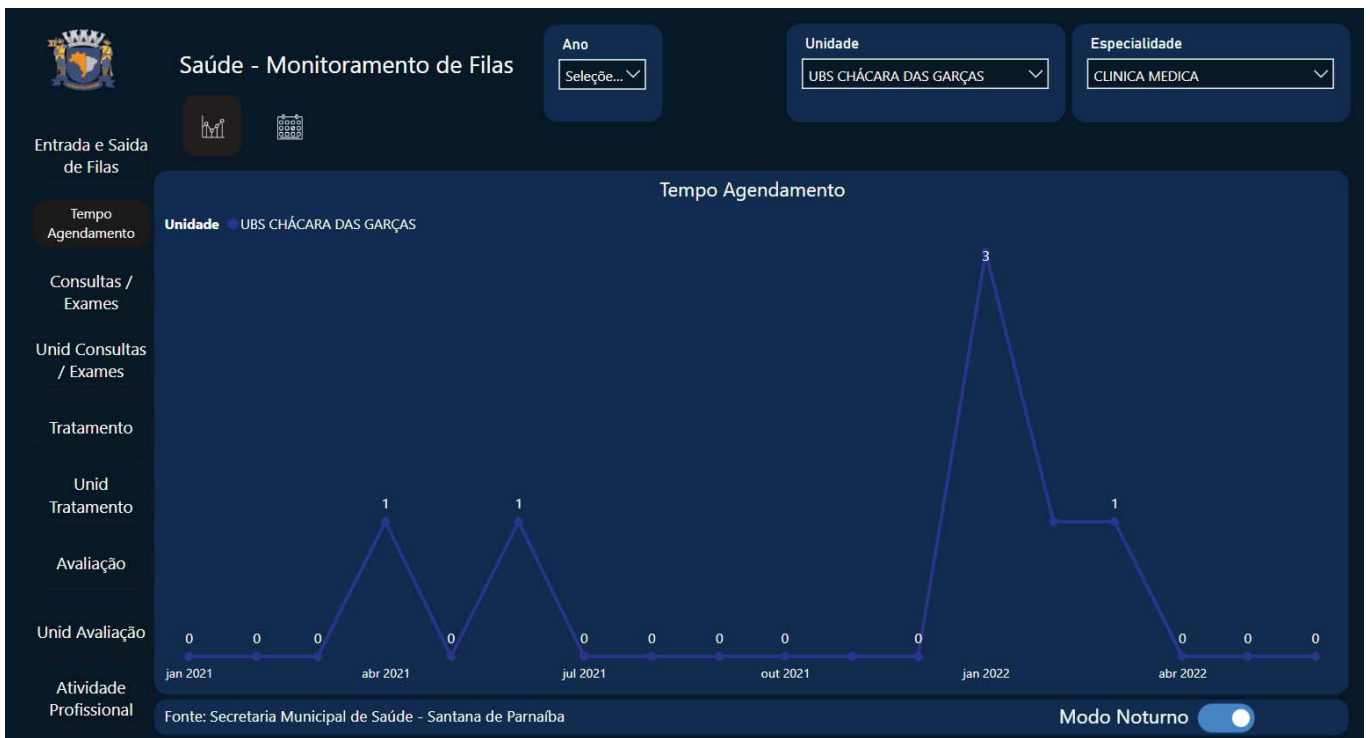 Saúde - Monitoramento de Filas
Ano
Seleçõe...
Unidade
UBS CHÁCARA DAS GARÇAS
Especialidade
CLINICA MEDICA
Entrada e Saida
de Filas
Tempo
Agendamento
Consultas /
Exames
Unid Consultas
/ Exames
Tratamento
Unid
Tratamento
Avaliação
Unid Avaliação
Atividade
Profissional
Tempo Agendamento
Unidade UBS CHÁCARA DAS GARÇAS
3
1 1 1
0 0 0 0 0 0 0 0 0 0 0 0
jan 2021 abr 2021 jul 2021 out 2021 jan 2022 abr 2022
Fonte: Secretaria Municipal de Saúde - Santana de Parnaíba
Modo Noturno